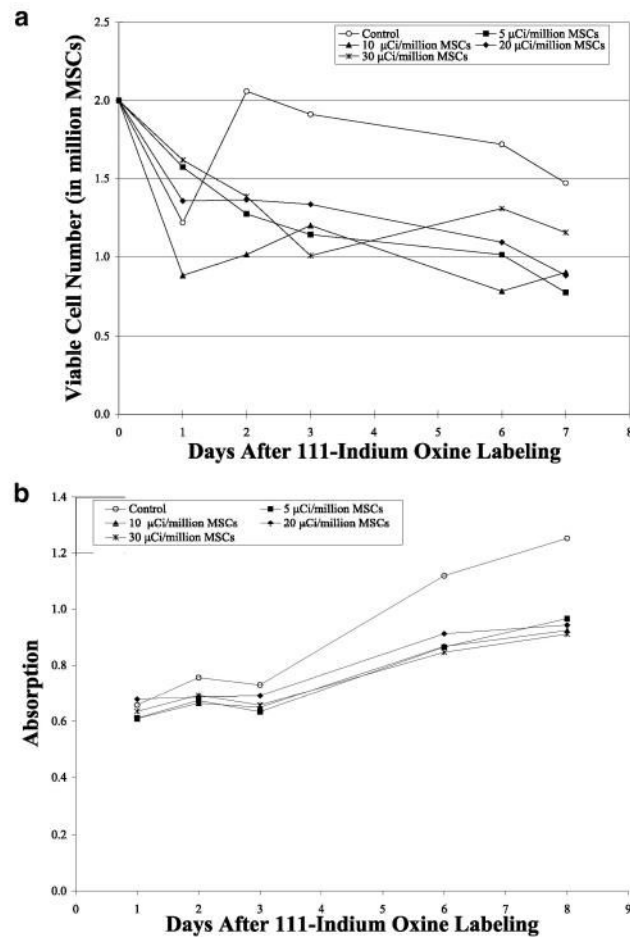 a
2.5
Control
5 μCi/million MSCs
10 μCi/million MSCs
20 μCi/million MSCs
30 μCi/million MSCs
2.0
1.5
1.0
0.5
0.0
Viable Cell Number (in million MSCs)
0 1 2 3 4 5 6 7 8
Days After 111-Indium Oxine Labeling
b
1.4
Control
5 μCi/million MSCs
10 μCi/million MSCs
20 μCi/million MSCs
30 μCi/million MSCs
1.2
1.0
0.8
0.6
0.4
0.2
0.0
Absorption
0 1 2 3 4 5 6 7 8 9
Days After 111-Indium Oxine Labeling